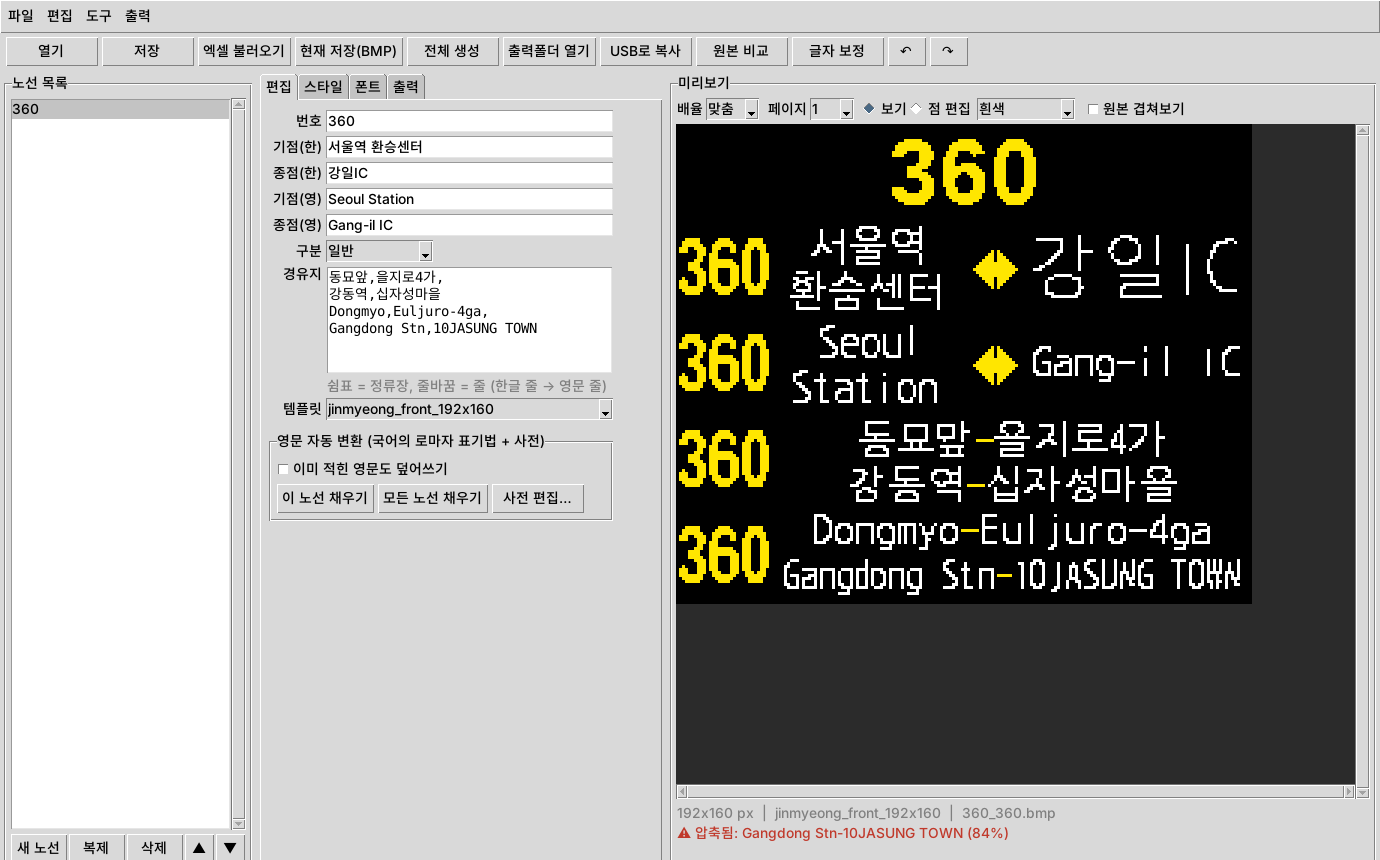 파일 편집 도구 출력
열기 저장 엑셀 불러오기 현재 저장(BMP) 전체 생성 출력폴더 열기 USB로 복사 원본 비교 글자 보정 ↶ ↷
노선 목록
360
새 노선 복제 삭제 ▲ ▼
편집 스타일 폰트 출력
번호 360
기점(한) 서울역 환승센터
종점(한) 강일IC
기점(영) Seoul Station
종점(영) Gang-il IC
구분 일반
경유지 동묘앞,을지로4가,
강동역,십자성마을
Dongmyo,Euljuro-4ga,
Gangdong Stn,10JASUNG TOWN
쉼표 = 정류장, 줄바꿈 = 줄 (한글 줄 → 영문 줄)
템플릿 jinmyeong_front_192x160
영문 자동 변환 (국어의 로마자 표기법 + 사전)
이미 적힌 영문도 덮어쓰기
이 노선 채우기 모든 노선 채우기 사전 편집...
미리보기
배율 맞춤 페이지 1 보기 점 편집 흰색 원본 겹쳐보기
360
360 서울역
환승센터 강일IC
360 Seoul
Station Gang-il IC
360 동묘앞-을지로4가
강동역-십자성마을
360 Dongmyo-Euljuro-4ga
Gangdong Stn-10JASUNG TOWN
192x160 px | jinmyeong_front_192x160 | 360_360.bmp
⚠ 압축됨: Gangdong Stn-10JASUNG TOWN (84%)